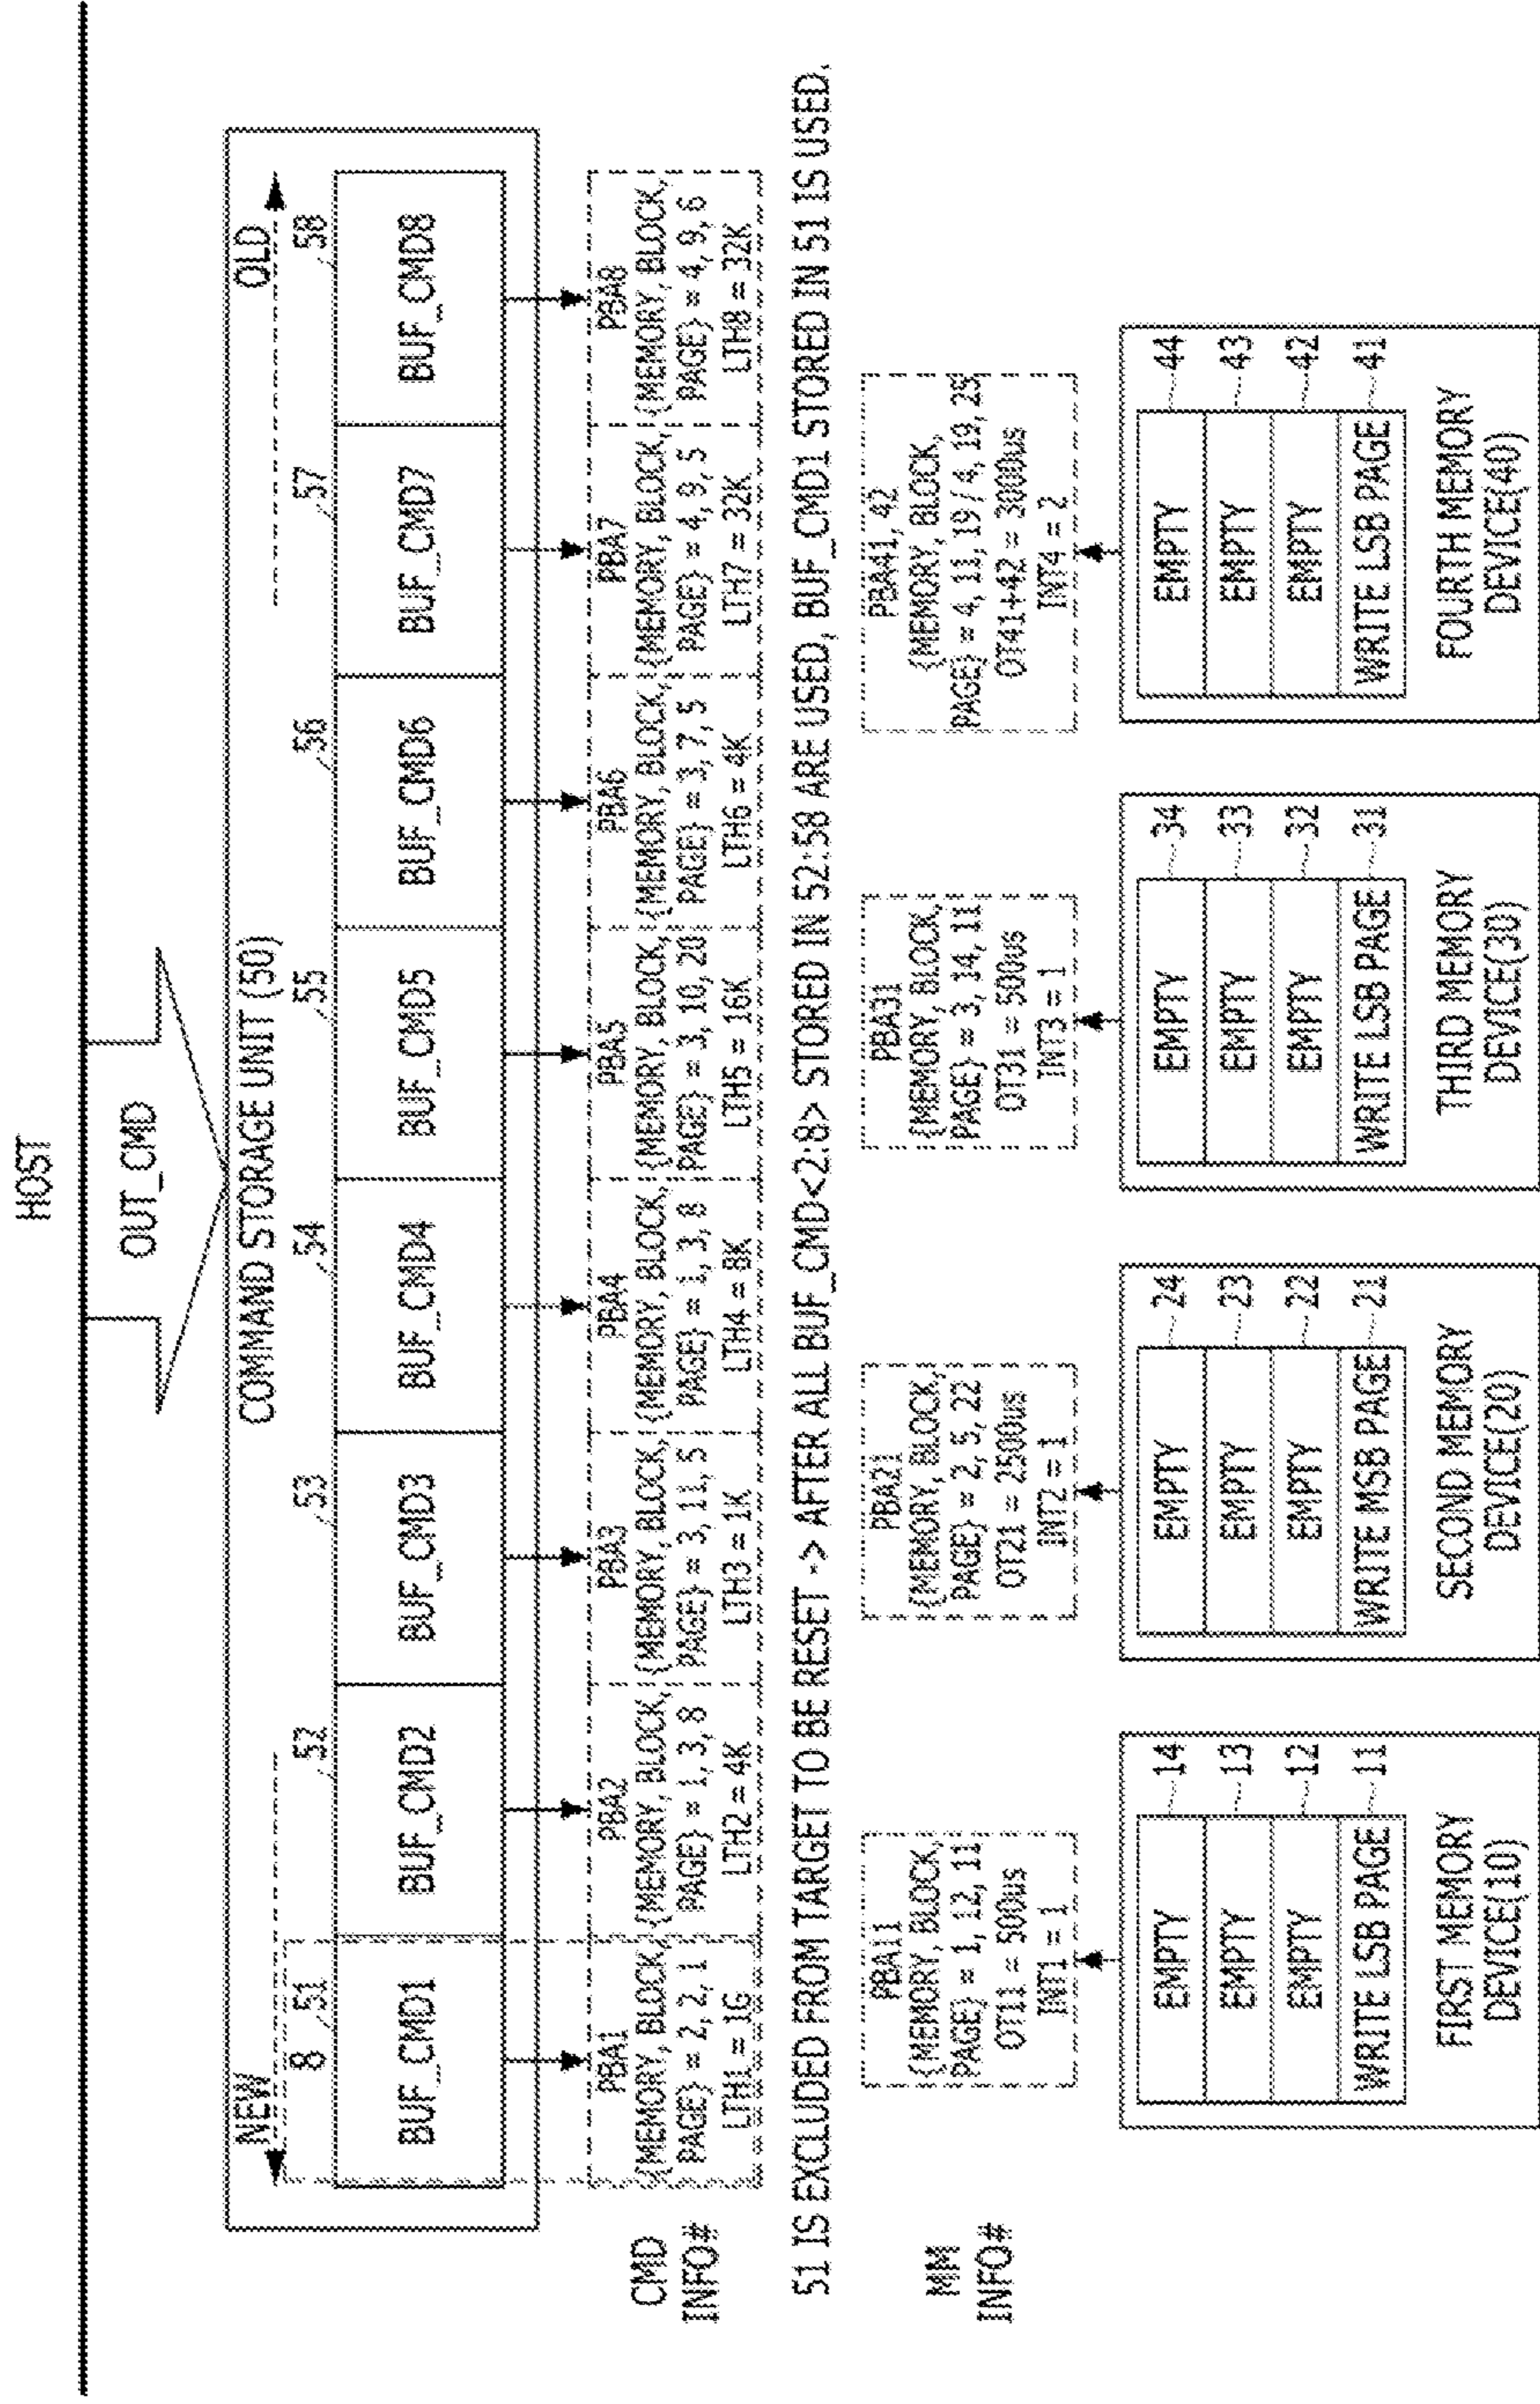 HOST
OUT_CMD
COMMAND STORAGE UNIT (50)
NEW
OLD
8
51
52
53
54
55
56
57
58
BUF_CMD1
BUF_CMD2
BUF_CMD3
BUF_CMD4
BUF_CMD5
BUF_CMD6
BUF_CMD7
BUF_CMD8
CMD
INFO#
PBA1
{MEMORY, BLOCK,
PAGE} = 2, 2, 1
LTH1 = 1G
PBA2
{MEMORY, BLOCK,
PAGE} = 1, 3, 8
LTH2 = 4K
PBA3
{MEMORY, BLOCK,
PAGE} = 3, 11, 5
LTH3 = 1K
PBA4
{MEMORY, BLOCK,
PAGE} = 1, 3, 8
LTH4 = 8K
PBA5
{MEMORY, BLOCK,
PAGE} = 3, 10, 20
LTH5 = 16K
PBA6
{MEMORY, BLOCK,
PAGE} = 3, 7, 5
LTH6 = 4K
PBA7
{MEMORY, BLOCK,
PAGE} = 4, 9, 5
LTH7 = 32K
PBA8
{MEMORY, BLOCK,
PAGE} = 4, 9, 6
LTH8 = 32K
51 IS EXCLUDED FROM TARGET TO BE RESET -> AFTER ALL BUF_CMD<2:8> STORED IN 52:58 ARE USED, BUF_CMD1 STORED IN 51 IS USED.
MM
INFO#
PBA11
{MEMORY, BLOCK,
PAGE} = 1, 12, 11
OT11 = 500us
INT1 = 1
PBA21
{MEMORY, BLOCK,
PAGE} = 2, 5, 22
OT21 = 2500us
INT2 = 1
PBA31
{MEMORY, BLOCK,
PAGE} = 3, 14, 11
OT31 = 500us
INT3 = 1
PBA41, 42
{MEMORY, BLOCK,
PAGE} = 4, 11, 19 / 4, 19, 25
OT41+42 = 3000us
INT4 = 2
EMPTY 14
EMPTY 13
EMPTY 12
WRITE LSB PAGE 11
FIRST MEMORY
DEVICE(10)
EMPTY 24
EMPTY 23
EMPTY 22
WRITE MSB PAGE 21
SECOND MEMORY
DEVICE(20)
EMPTY 34
EMPTY 33
EMPTY 32
WRITE LSB PAGE 31
THIRD MEMORY
DEVICE(30)
EMPTY 44
EMPTY 43
EMPTY 42
WRITE LSB PAGE 41
FOURTH MEMORY
DEVICE(40)